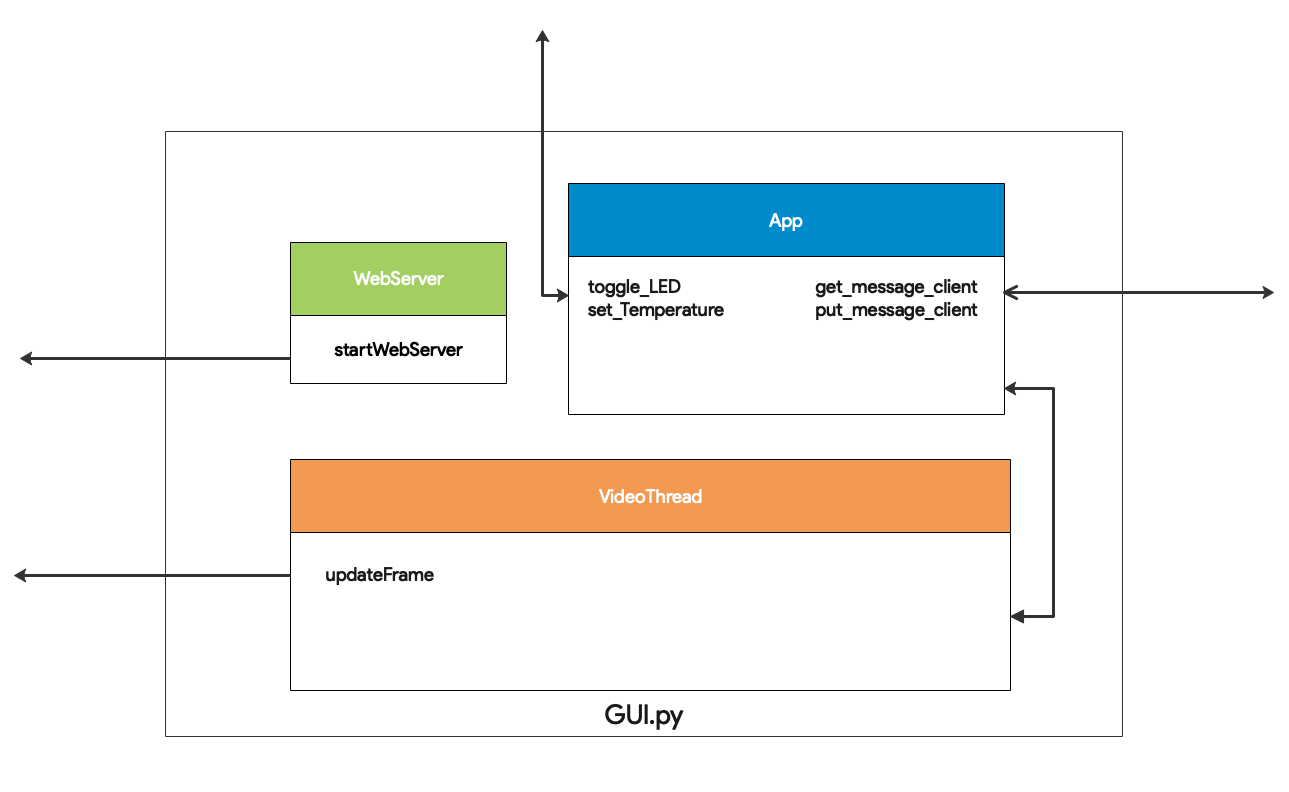 App
WebServer
toggle_LED
set_Temperature
get_message_client
put_message_client
startWebServer
VideoThread
updateFrame
GUI.py